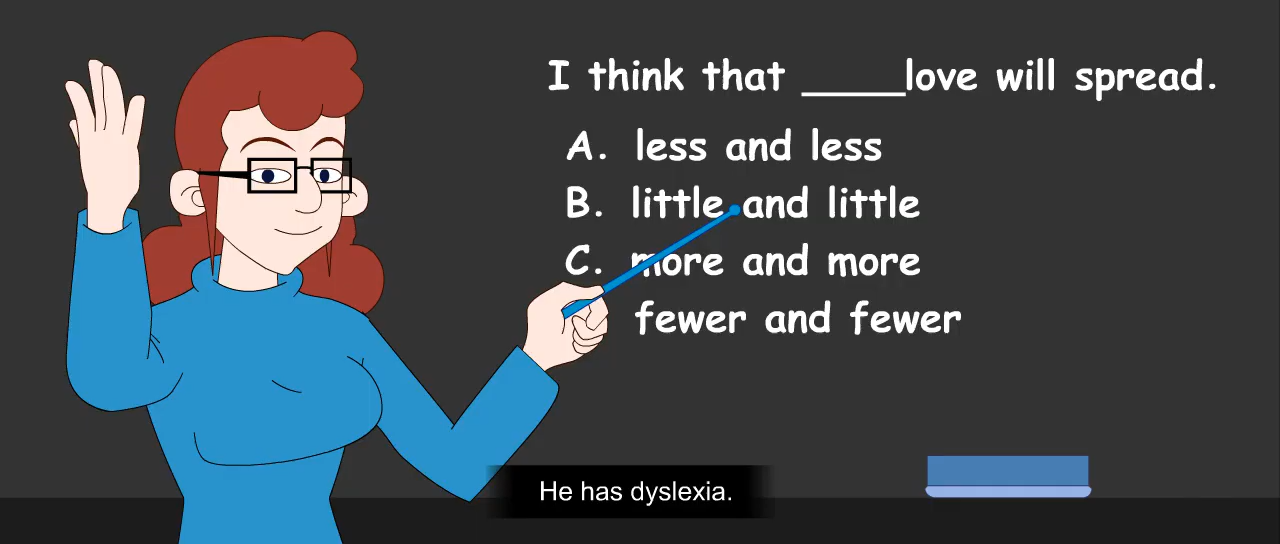 I think that _____love will spread.
A. less and less
B. little and little
C. more and more
fewer and fewer
He has dyslexia.